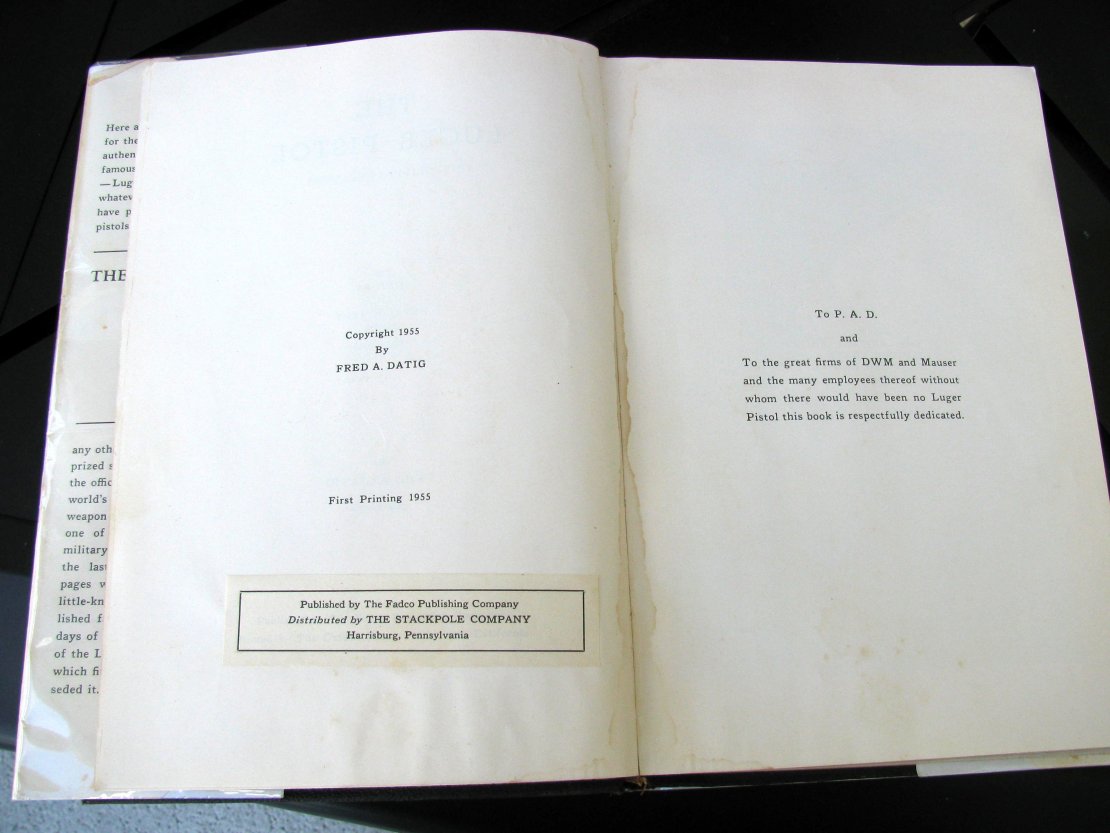 Here a
for the
authen
famous
—Lug
whatev
have p
pistols
THE
any oth
prized s
the offic
world's
weapon
one of
military
the last
pages w
little-kn
lished f
days of
of the L
which fi
seded it.
Copyright 1955
By
FRED A. DATIG
First Printing 1955
Published by The Fadco Publishing Company
Distributed by THE STACKPOLE COMPANY
Harrisburg, Pennsylvania
To P. A. D.
and
To the great firms of DWM and Mauser
and the many employees thereof without
whom there would have been no Luger
Pistol this book is respectfully dedicated.